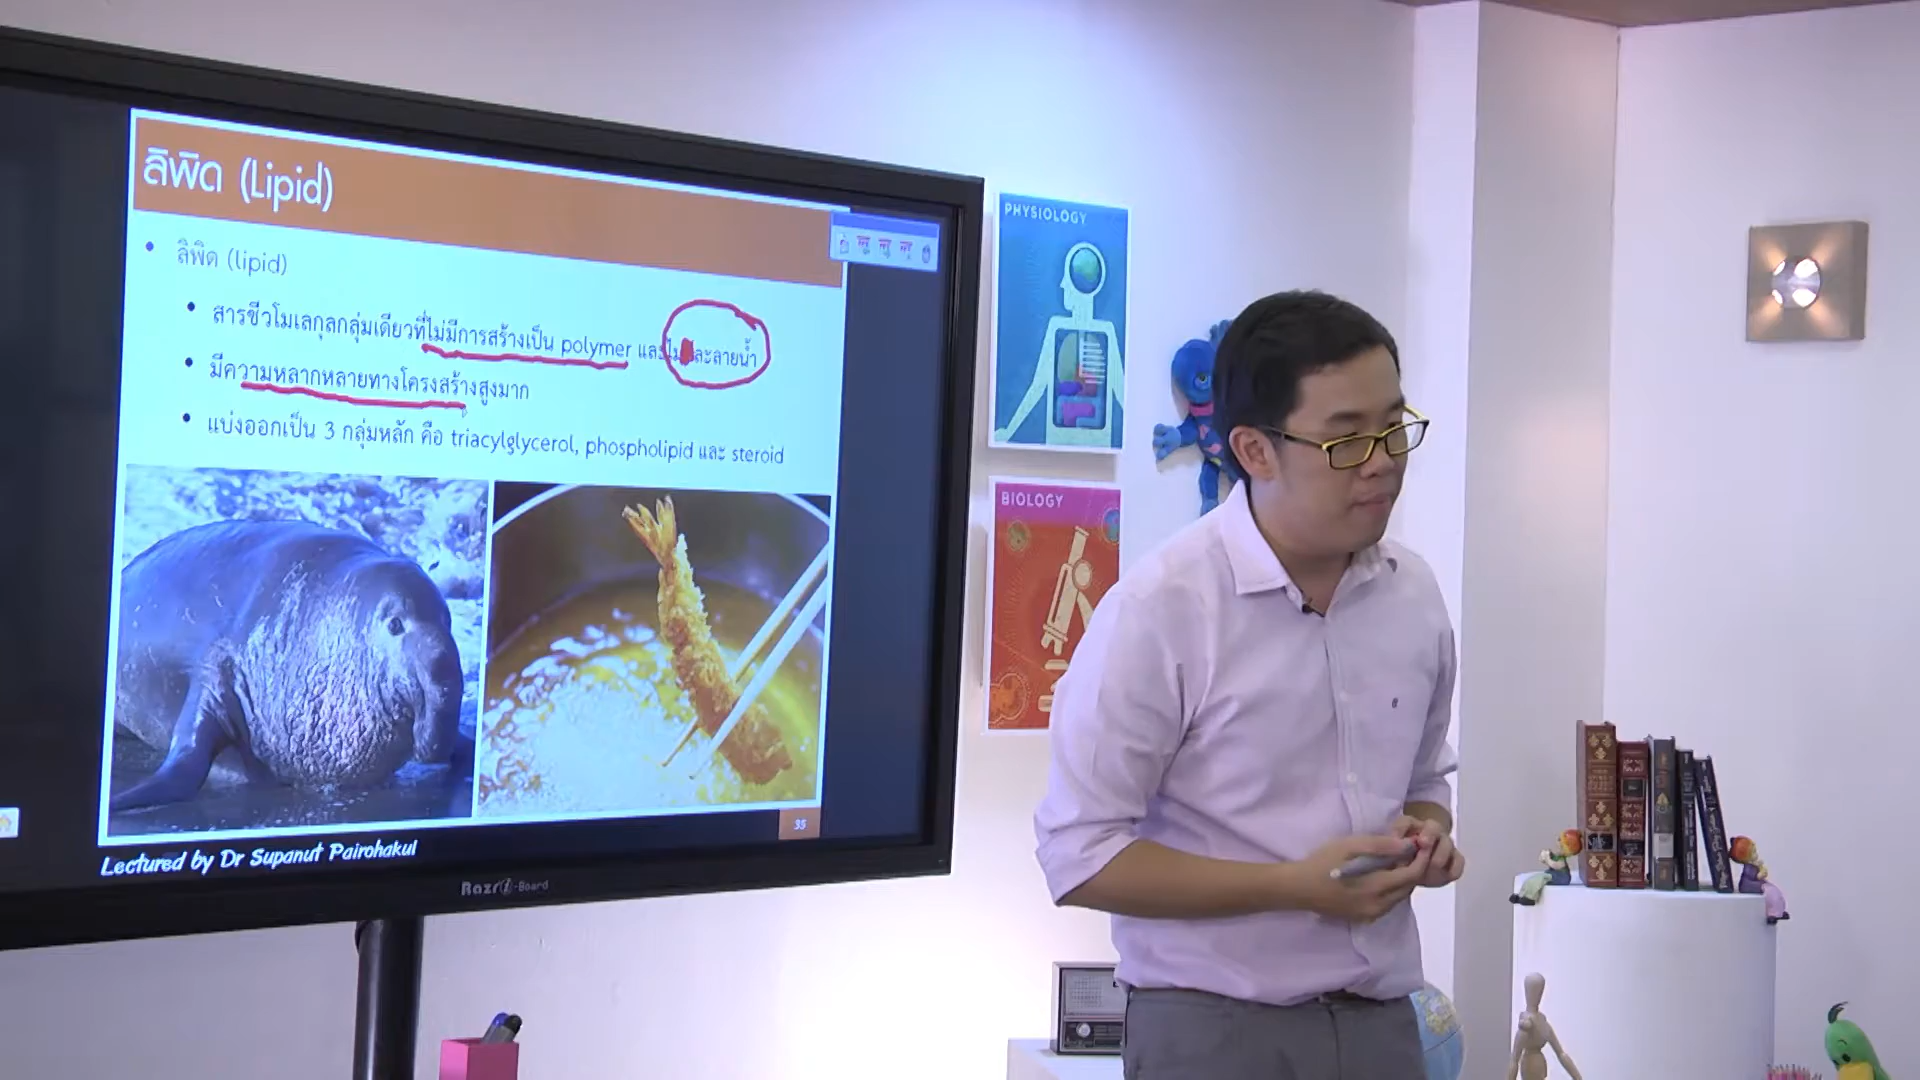 ลิพิด (Lipid)
ลิพิด (lipid)
สารชีวโมเลกุลกลุ่มเดียวที่ไม่มีการสร้างเป็น polymer และไม่ละลายน้ำ
มีความหลากหลายทางโครงสร้างสูงมาก
แบ่งออกเป็น 3 กลุ่มหลัก คือ triacylglycerol, phospholipid และ steroid
35
Lectured by Dr Supanut Pairohakul
Razr i-Board
PHYSIOLOGY
BIOLOGY